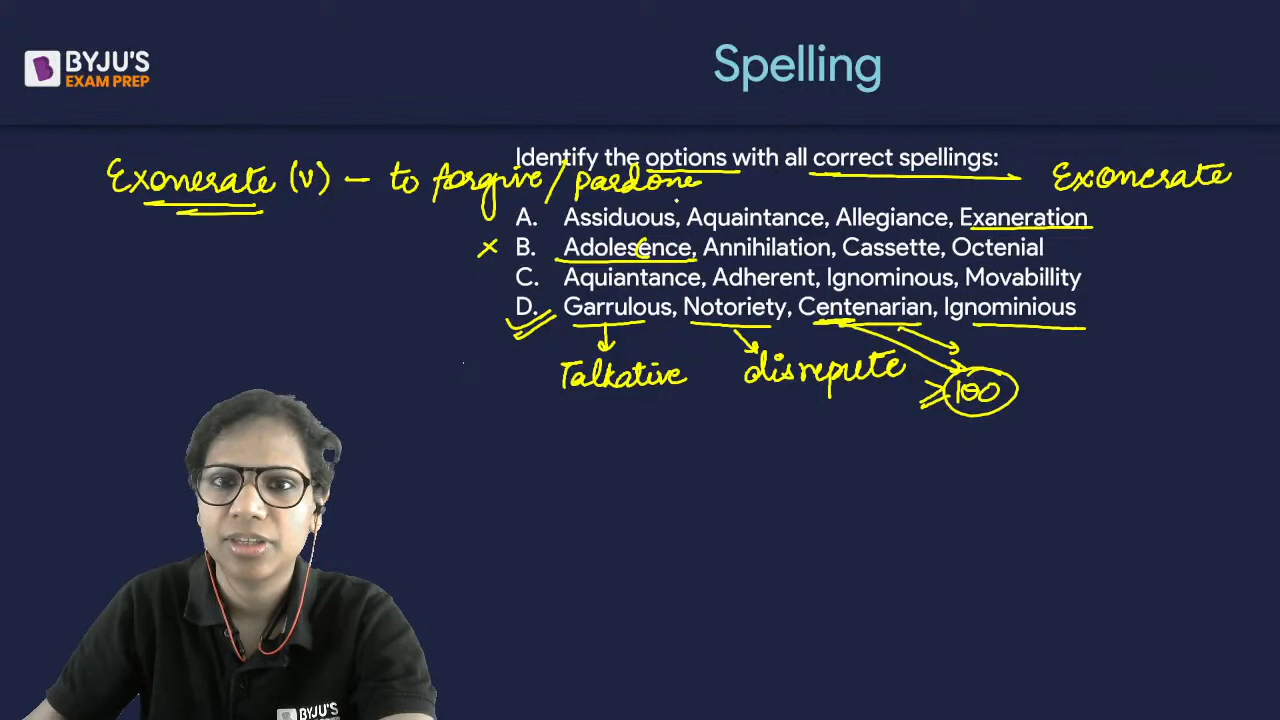 BYJU'S
EXAM PREP
Spelling
Identify the options with all correct spellings:
Exonerate (v) – to forgive/pardone
Exonerate
A. Assiduous, Aquaintance, Allegiance, Exaneration
× B. Adolescence, Annihilation, Cassette, Octenial
C. Aquiantance, Adherent, Ignominous, Movabillity
D. Garrulous, Notoriety, Centenarian, Ignominious
Talkative
disrepute
100
BYJU'S